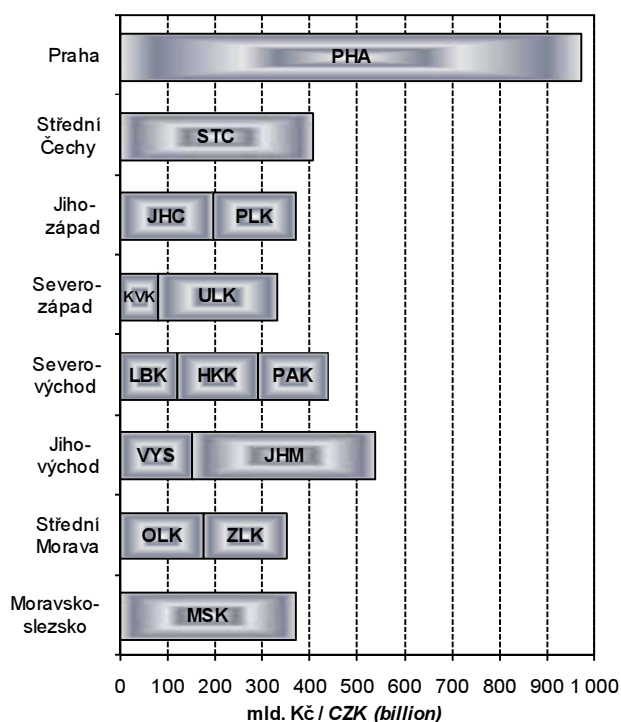 Praha
PHA
Střední
Čechy
STC
Jiho-
západ
JHC PLK
Severo-
západ
KVK ULK
Severo-
východ
LBK HKK PAK
Jiho-
východ
VYS JHM
Střední
Morava
OLK ZLK
Moravsko-
slezsko
MSK
0 100 200 300 400 500 600 700 800 900 1 000
mld. Kč / CZK (billion)